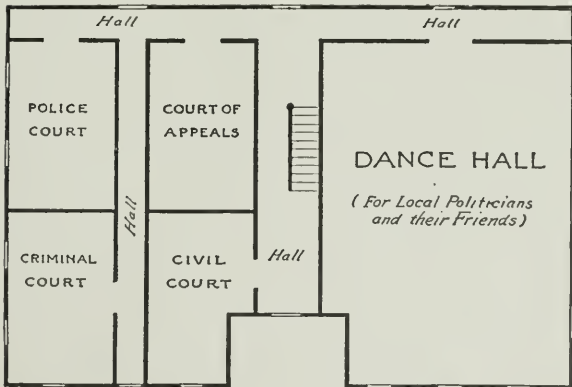 Hall
Hall
POLICE
COURT
COURT OF
APPEALS
DANCE HALL
(For Local Politicians
and their Friends)
Hall
Hall
CRIMINAL
COURT
CIVIL
COURT